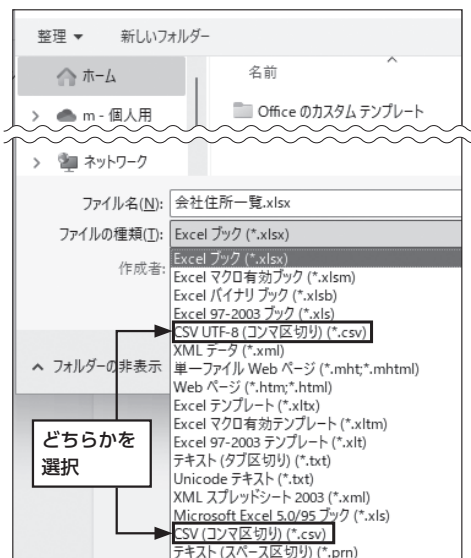 整理 ▼ 新しいフォルダー
ホーム
名前
m - 個人用
Office のカスタム テンプレート
ネットワーク
ファイル名(N): 会社住所一覧.xlsx
ファイルの種類(T): Excel ブック (*.xlsx)
作成者:
Excel ブック (*.xlsx)
Excel マクロ有効ブック (*.xlsm)
Excel バイナリ ブック (*.xlsb)
Excel 97-2003 ブック (*.xls)
CSV UTF-8 (コンマ区切り) (*.csv)
XML データ (*.xml)
フォルダーの非表示
単一ファイル Web ページ (*.mht;*.mhtml)
Web ページ (*.htm;*.html)
Excel テンプレート (*.xltx)
Excel マクロ有効テンプレート (*.xltm)
Excel 97-2003 テンプレート (*.xlt)
どちらかを
選択
テキスト (タブ区切り) (*.txt)
Unicode テキスト (*.txt)
XML スプレッドシート 2003 (*.xml)
Microsoft Excel 5.0/95 ブック (*.xls)
CSV (コンマ区切り) (*.csv)
テキスト (スペース区切り) (*.prn)